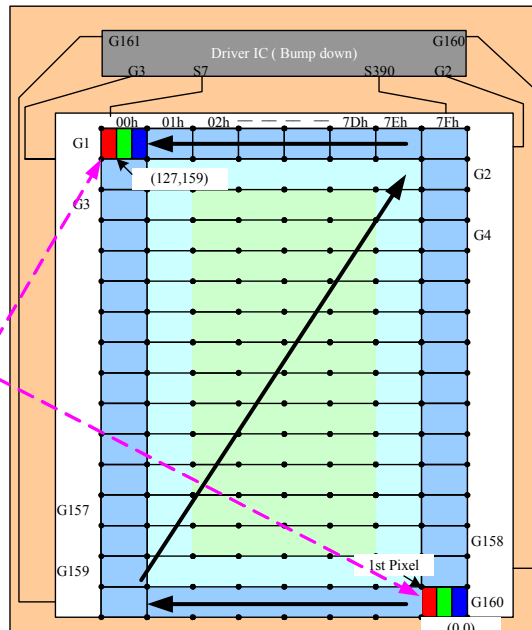 G161 G160
Driver IC ( Bump down)
G3 S7 S390 G2
00h 01h 02h 7Dh 7Eh 7Fh
G1
(127,159)
G2
G3
G4
G157
G158
1st Pixel
G159
G160
(0,0)